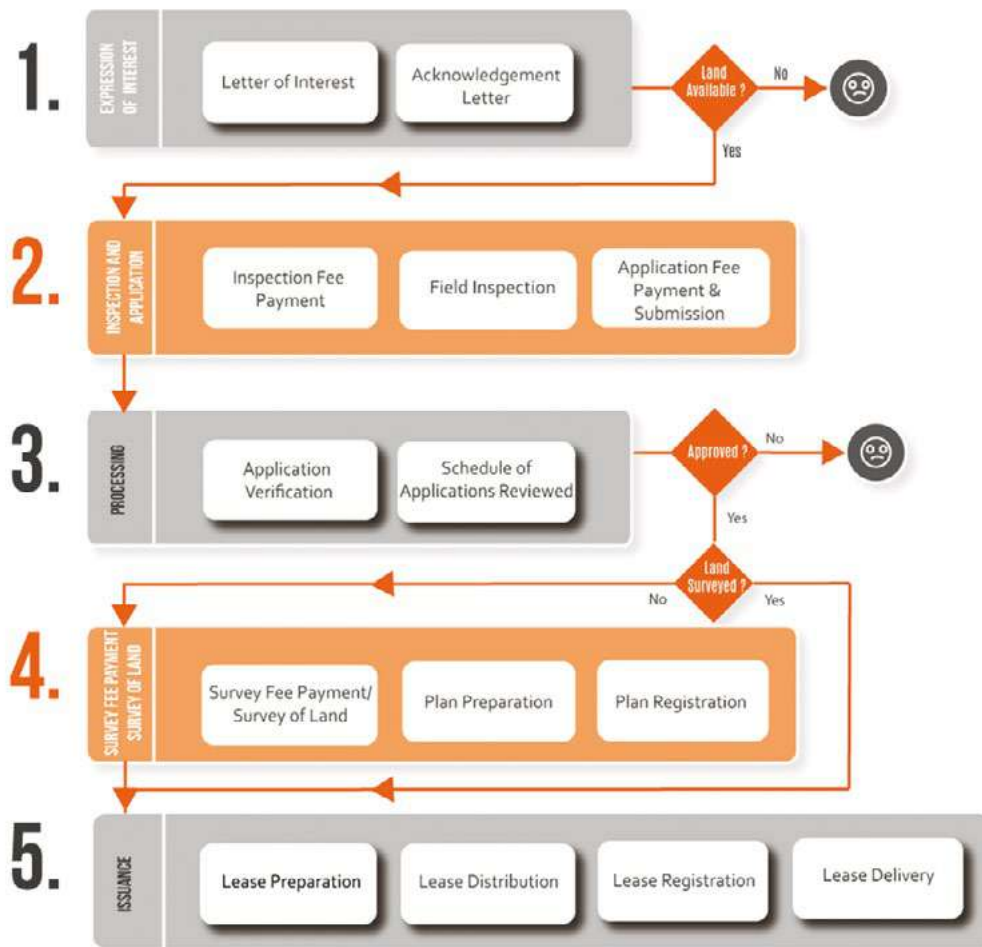 1.
EXPRESSION
OF INTEREST
Letter of Interest
Acknowledgement
Letter
Land
Available ?
No
Yes
2.
INSPECTION AND
APPLICATION
Inspection Fee
Payment
Field Inspection
Application Fee
Payment &
Submission
3.
PROCESSING
Application
Verification
Schedule of
Applications Reviewed
Approved ?
No
Yes
Land
Surveyed ?
No
Yes
4.
SURVEY FEE PAYMENT
SURVEY OF LAND
Survey Fee Payment/
Survey of Land
Plan Preparation
Plan Registration
5.
ISSUANCE
Lease Preparation
Lease Distribution
Lease Registration
Lease Delivery